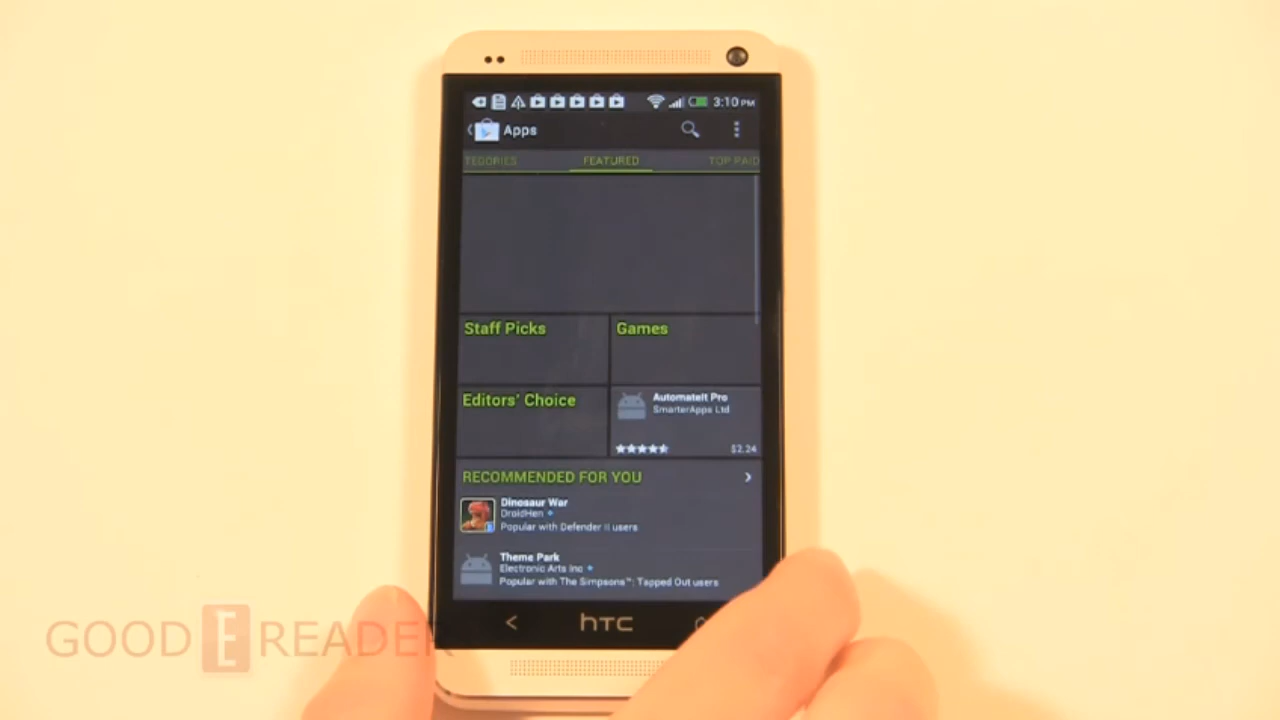 3:10 PM
Apps
TEGORIES FEATURED TOP PAID
Staff Picks
Games
Editors' Choice
AutomateIt Pro
SmarterApps Ltd
$2.24
RECOMMENDED FOR YOU
Dinosaur War
DroidHen
Popular with Defender II users
Theme Park
Electronic Arts Inc
Popular with The Simpsons™: Tapped Out users
hTC
GOOD E READER